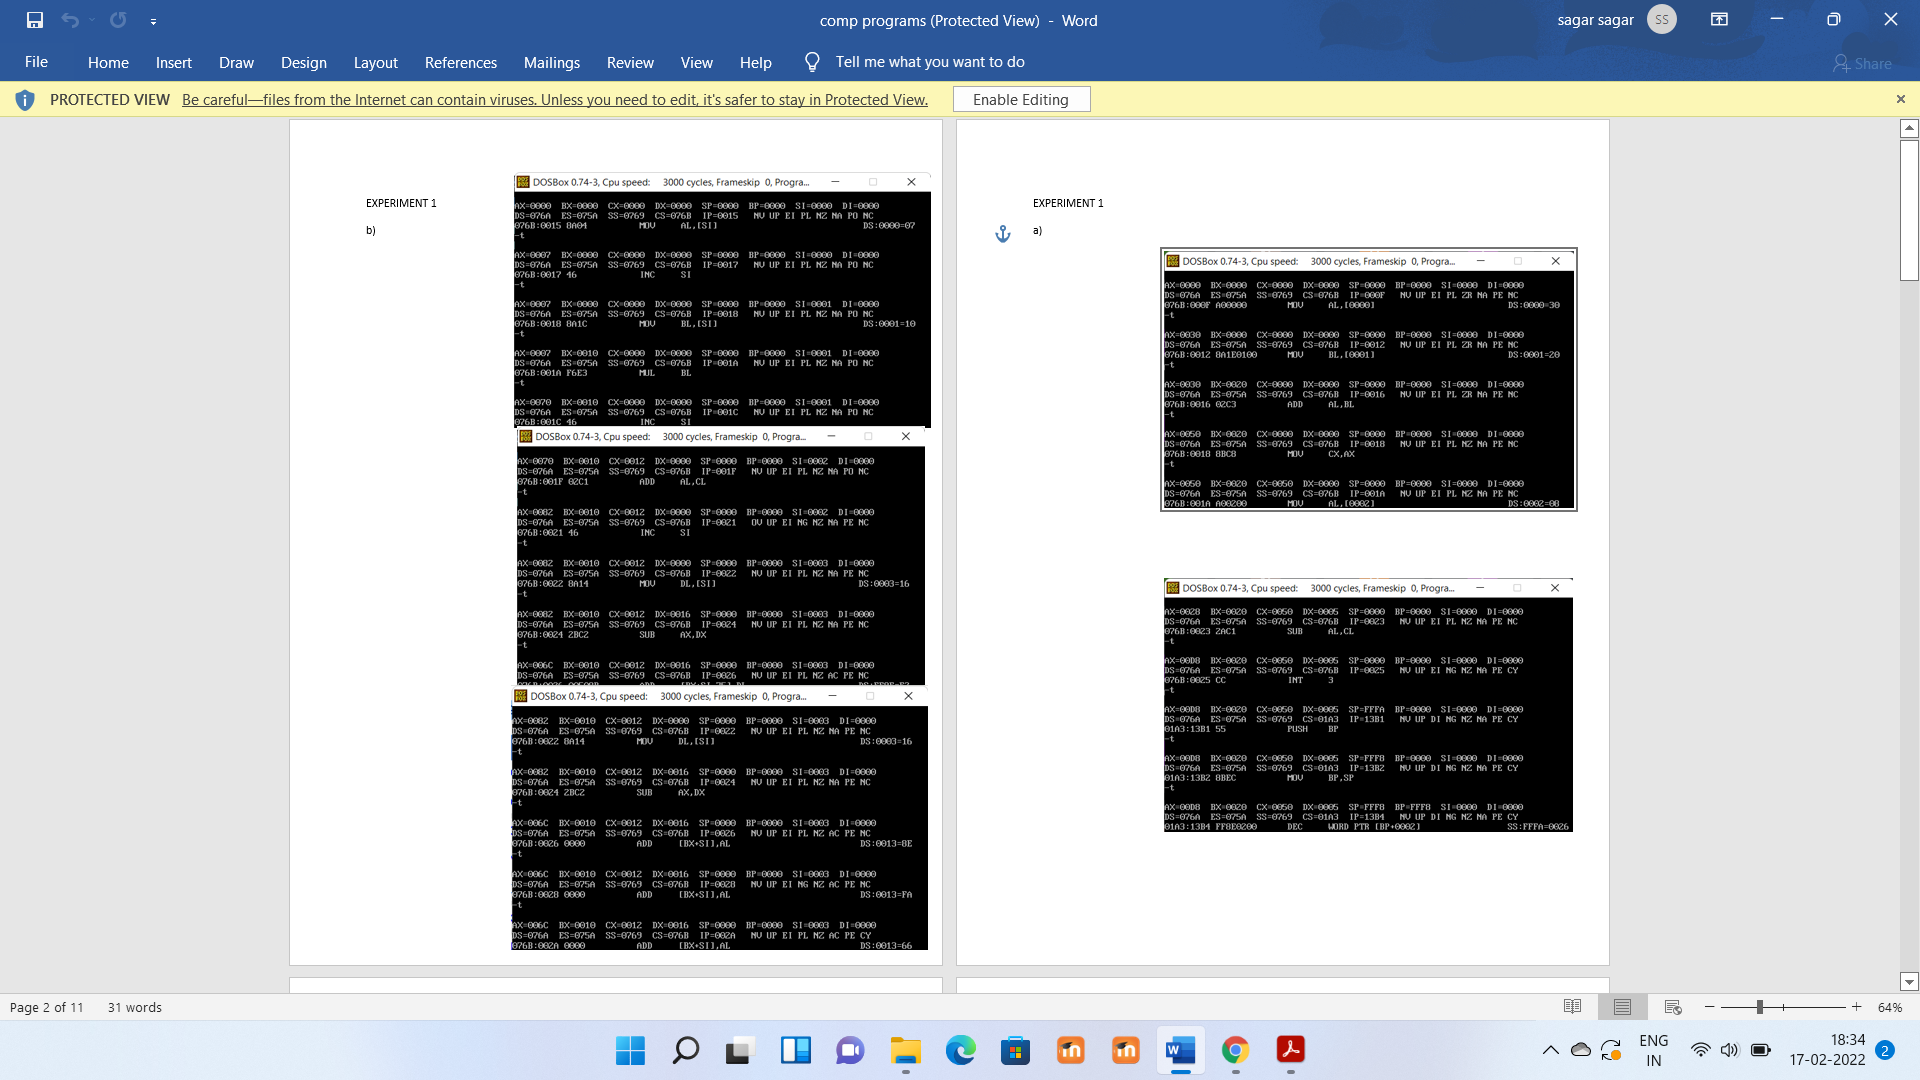 comp programs (Protected View) - Word
sagar sagar
SS
File
Home
Insert
Draw
Design
Layout
References
Mailings
Review
View
Help
Tell me what you want to do
Share
PROTECTED VIEW Be careful—files from the Internet can contain viruses. Unless you need to edit, it's safer to stay in Protected View.
Enable Editing
EXPERIMENT 1
b)
DOSBox 0.74-3, Cpu speed: 3000 cycles, Frameskip 0, Progra...
AX=0000 BX=0000 CX=0000 DX=0000 SP=0000 BP=0000 SI=0000 DI=0000
DS=076A ES=075A SS=0769 CS=076B IP=0015 NV UP EI PL NZ NA PO NC
076B:0015 8A04 MOV AL,[SI] DS:0000=07
-t
AX=0007 BX=0000 CX=0000 DX=0000 SP=0000 BP=0000 SI=0000 DI=0000
DS=076A ES=075A SS=0769 CS=076B IP=0017 NV UP EI PL NZ NA PO NC
076B:0017 46 INC SI
-t
AX=0007 BX=0000 CX=0000 DX=0000 SP=0000 BP=0000 SI=0001 DI=0000
DS=076A ES=075A SS=0769 CS=076B IP=0018 NV UP EI PL NZ NA PO NC
076B:0018 8A1C MOV BL,[SI] DS:0001=10
-t
AX=0007 BX=0010 CX=0000 DX=0000 SP=0000 BP=0000 SI=0001 DI=0000
DS=076A ES=075A SS=0769 CS=076B IP=001A NV UP EI PL NZ NA PO NC
076B:001A F6E3 MUL BL
-t
AX=0070 BX=0010 CX=0000 DX=0000 SP=0000 BP=0000 SI=0001 DI=0000
DS=076A ES=075A SS=0769 CS=076B IP=001C NV UP EI PL NZ NA PO NC
076B:001C 46 INC SI
DOSBox 0.74-3, Cpu speed: 3000 cycles, Frameskip 0, Progra...
AX=0070 BX=0010 CX=0012 DX=0000 SP=0000 BP=0000 SI=0002 DI=0000
DS=076A ES=075A SS=0769 CS=076B IP=001F NV UP EI PL NZ NA PO NC
076B:001F 02C1 ADD AL,CL
-t
AX=0082 BX=0010 CX=0012 DX=0000 SP=0000 BP=0000 SI=0002 DI=0000
DS=076A ES=075A SS=0769 CS=076B IP=0021 OV UP EI NG NZ NA PE NC
076B:0021 46 INC SI
-t
AX=0082 BX=0010 CX=0012 DX=0000 SP=0000 BP=0000 SI=0003 DI=0000
DS=076A ES=075A SS=0769 CS=076B IP=0022 NV UP EI PL NZ NA PE NC
076B:0022 8A14 MOV DL,[SI] DS:0003=16
-t
AX=0082 BX=0010 CX=0012 DX=0016 SP=0000 BP=0000 SI=0003 DI=0000
DS=076A ES=075A SS=0769 CS=076B IP=0024 NV UP EI PL NZ NA PE NC
076B:0024 2BC2 SUB AX,DX
-t
AX=006C BX=0010 CX=0012 DX=0016 SP=0000 BP=0000 SI=0003 DI=0000
DS=076A ES=075A SS=0769 CS=076B IP=0026 NV UP EI PL NZ AC PE NC
DOSBox 0.74-3, Cpu speed: 3000 cycles, Frameskip 0, Progra...
AX=0082 BX=0010 CX=0012 DX=0000 SP=0000 BP=0000 SI=0003 DI=0000
DS=076A ES=075A SS=0769 CS=076B IP=0022 NV UP EI PL NZ NA PE NC
076B:0022 8A14 MOV DL,[SI] DS:0003=16
-t
AX=0082 BX=0010 CX=0012 DX=0016 SP=0000 BP=0000 SI=0003 DI=0000
DS=076A ES=075A SS=0769 CS=076B IP=0024 NV UP EI PL NZ NA PE NC
076B:0024 2BC2 SUB AX,DX
-t
AX=006C BX=0010 CX=0012 DX=0016 SP=0000 BP=0000 SI=0003 DI=0000
DS=076A ES=075A SS=0769 CS=076B IP=0026 NV UP EI PL NZ AC PE NC
076B:0026 0000 ADD [BX+SI],AL DS:0013=8E
-t
AX=006C BX=0010 CX=0012 DX=0016 SP=0000 BP=0000 SI=0003 DI=0000
DS=076A ES=075A SS=0769 CS=076B IP=0028 NV UP EI NG NZ AC PE NC
076B:0028 0000 ADD [BX+SI],AL DS:0013=FA
-t
AX=006C BX=0010 CX=0012 DX=0016 SP=0000 BP=0000 SI=0003 DI=0000
DS=076A ES=075A SS=0769 CS=076B IP=002A NV UP EI PL NZ AC PE CY
076B:002A 0000 ADD [BX+SI],AL DS:0013=66
EXPERIMENT 1
a)
DOSBox 0.74-3, Cpu speed: 3000 cycles, Frameskip 0, Progra...
AX=0000 BX=0000 CX=0000 DX=0000 SP=0000 BP=0000 SI=0000 DI=0000
DS=076A ES=075A SS=0769 CS=076B IP=000F NV UP EI PL ZR NA PE NC
076B:000F A00000 MOV AL,[0000] DS:0000=30
-t
AX=0030 BX=0000 CX=0000 DX=0000 SP=0000 BP=0000 SI=0000 DI=0000
DS=076A ES=075A SS=0769 CS=076B IP=0012 NV UP EI PL ZR NA PE NC
076B:0012 8A1E0100 MOV BL,[0001] DS:0001=20
-t
AX=0030 BX=0020 CX=0000 DX=0000 SP=0000 BP=0000 SI=0000 DI=0000
DS=076A ES=075A SS=0769 CS=076B IP=0016 NV UP EI PL ZR NA PE NC
076B:0016 02C3 ADD AL,BL
-t
AX=0050 BX=0020 CX=0000 DX=0000 SP=0000 BP=0000 SI=0000 DI=0000
DS=076A ES=075A SS=0769 CS=076B IP=0018 NV UP EI PL NZ NA PE NC
076B:0018 8BC8 MOV CX,AX
-t
AX=0050 BX=0020 CX=0050 DX=0000 SP=0000 BP=0000 SI=0000 DI=0000
DS=076A ES=075A SS=0769 CS=076B IP=001A NV UP EI PL NZ NA PE NC
076B:001A A00200 MOV AL,[0002] DS:0002=08
DOSBox 0.74-3, Cpu speed: 3000 cycles, Frameskip 0, Progra...
AX=0028 BX=0020 CX=0050 DX=0005 SP=0000 BP=0000 SI=0000 DI=0000
DS=076A ES=075A SS=0769 CS=076B IP=0023 NV UP EI PL NZ NA PE NC
076B:0023 2AC1 SUB AL,CL
-t
AX=00D8 BX=0020 CX=0050 DX=0005 SP=0000 BP=0000 SI=0000 DI=0000
DS=076A ES=075A SS=0769 CS=076B IP=0025 NV UP EI NG NZ NA PE CY
076B:0025 CC INT 3
-t
AX=00D8 BX=0020 CX=0050 DX=0005 SP=FFFA BP=0000 SI=0000 DI=0000
DS=076A ES=075A SS=0769 CS=01A3 IP=13B1 NV UP DI NG NZ NA PE CY
01A3:13B1 55 PUSH BP
-t
AX=00D8 BX=0020 CX=0050 DX=0005 SP=FFF8 BP=0000 SI=0000 DI=0000
DS=076A ES=075A SS=0769 CS=01A3 IP=13B2 NV UP DI NG NZ NA PE CY
01A3:13B2 8BEC MOV BP,SP
-t
AX=00D8 BX=0020 CX=0050 DX=0005 SP=FFF8 BP=FFF8 SI=0000 DI=0000
DS=076A ES=075A SS=0769 CS=01A3 IP=13B4 NV UP DI NG NZ NA PE CY
01A3:13B4 FF8E0200 DEC WORD PTR [BP+0002] SS:FFFA=0026
Page 2 of 11 31 words
64%
ENG
IN
18:34
17-02-2022
2